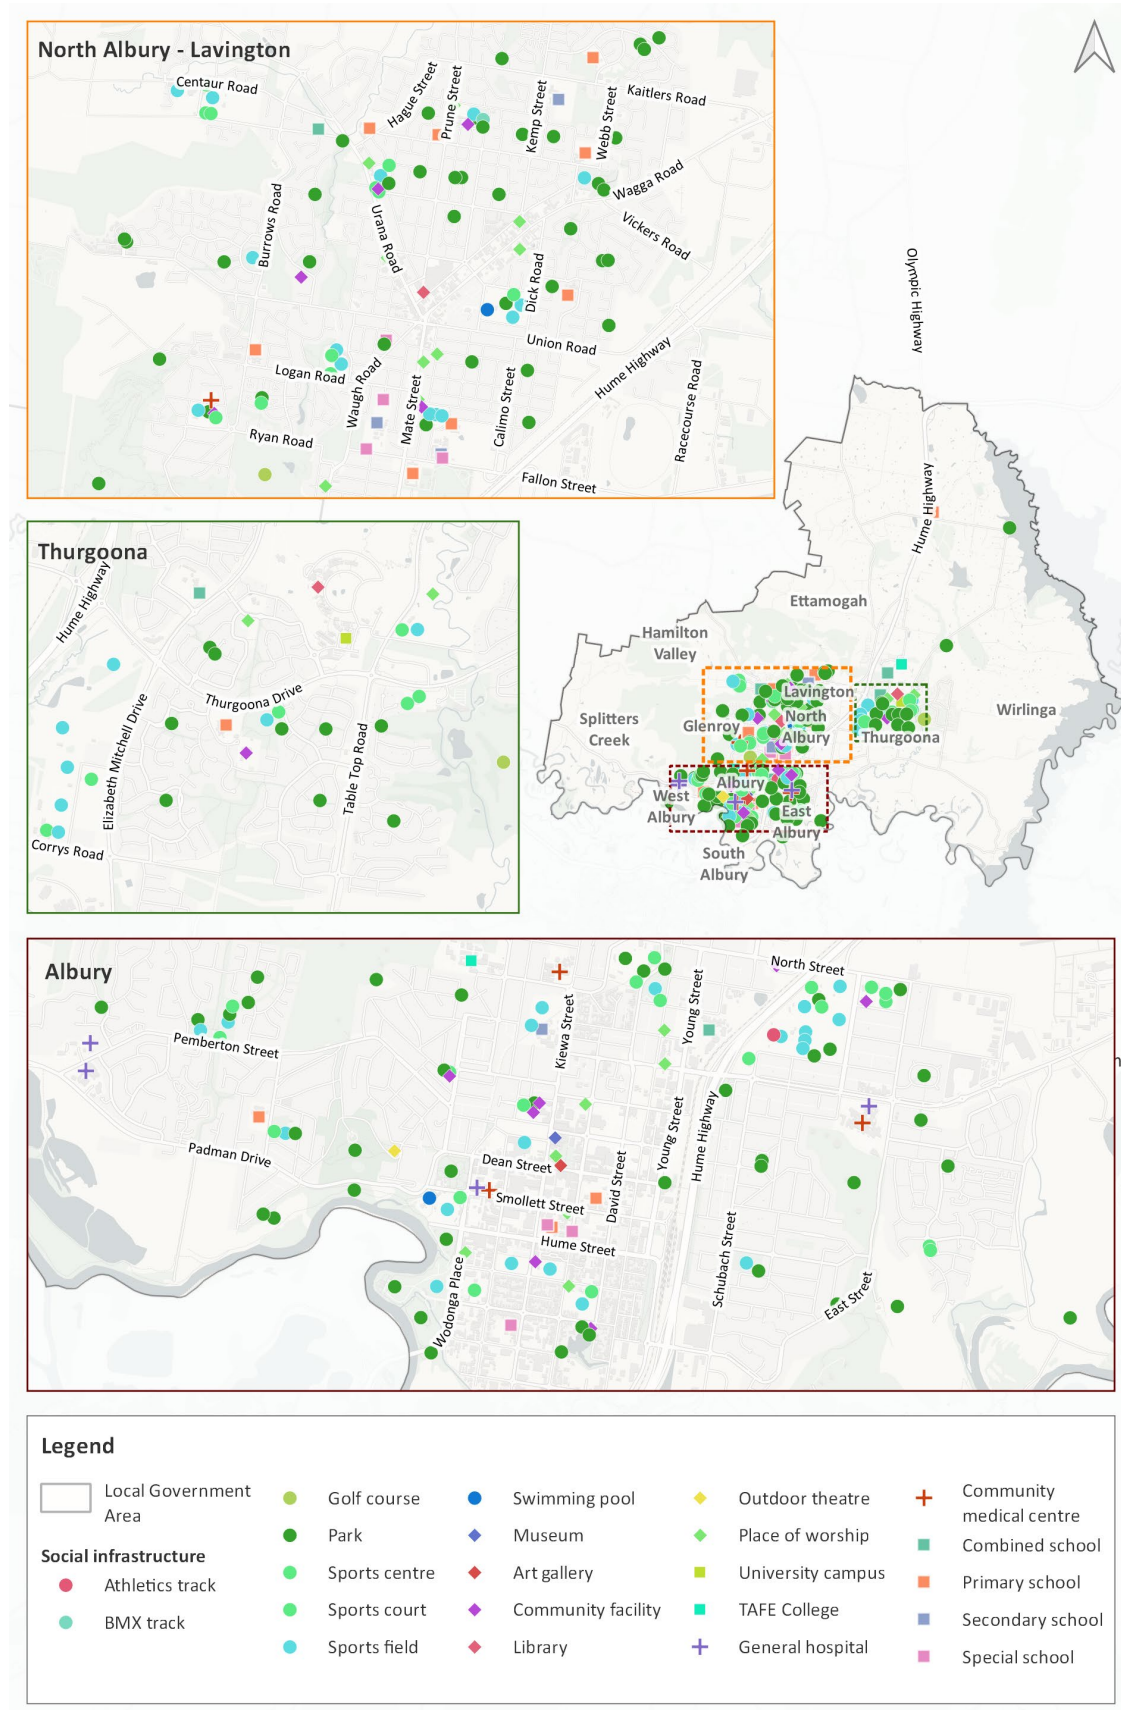 North Albury - Lavington
Centaur Road
Hague Street
Prune Street
Kemp Street
Webb Street
Kaitlers Road
Wagga Road
Vickers Road
Burrows Road
Urana Road
Dick Road
Union Road
Hume Highway
Racecourse Road
Logan Road
Waugh Road
Mate Street
Calimo Street
Ryan Road
Fallon Street
Olympic Highway
Hume Highway
Ettamogah
Hamilton
Valley
Splitters
Creek
Glenroy
Lavington
North
Albury
Thurgoona
Wirlinga
Albury
West
Albury
East
Albury
South
Albury
Thurgoona
Hume Highway
Thurgoona Drive
Elizabeth Mitchell Drive
Table Top Road
Corrys Road
Albury
North Street
Young Street
Kiewa Street
Pemberton Street
Padman Drive
Dean Street
Smollett Street
David Street
Young Street
Hume Highway
Hume Street
Schubach Street
Wodonga Place
East Street
Legend
Local Government
Area
Social infrastructure
Athletics track
BMX track
Golf course
Park
Sports centre
Sports court
Sports field
Swimming pool
Museum
Art gallery
Community facility
Library
Outdoor theatre
Place of worship
University campus
TAFE College
General hospital
Community
medical centre
Combined school
Primary school
Secondary school
Special school